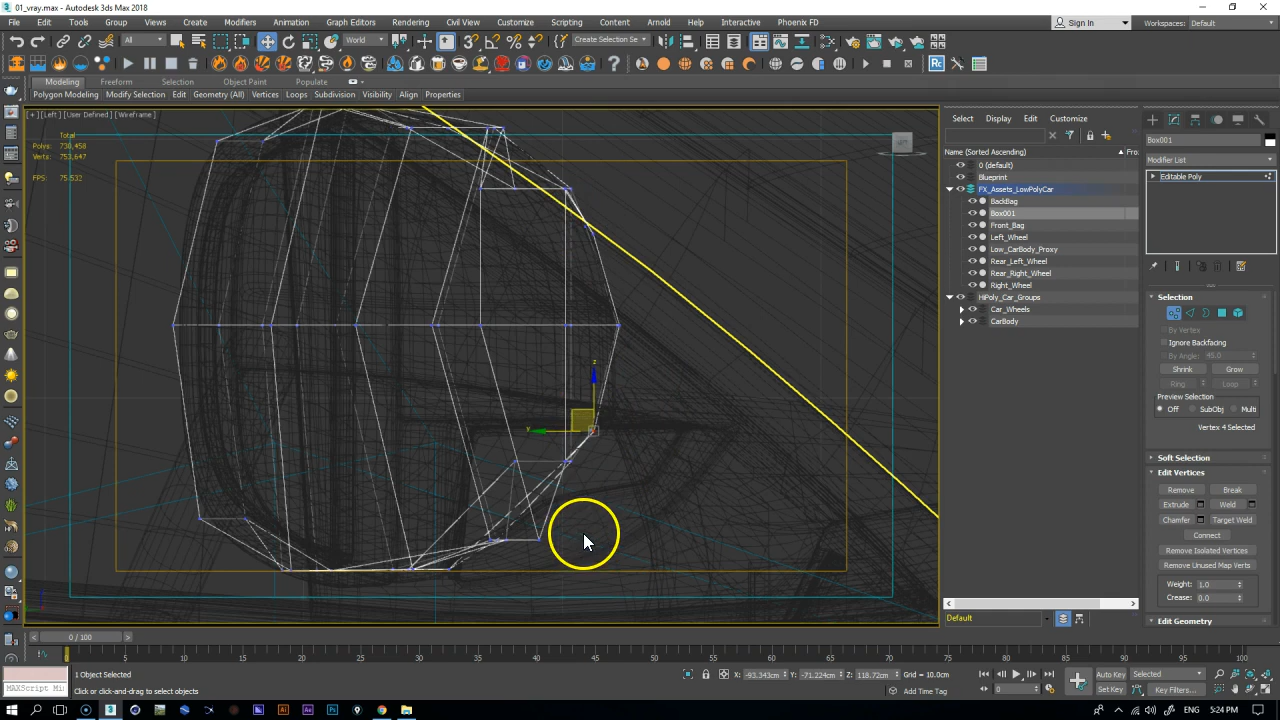 01_vray.max - Autodesk 3ds Max 2018
File Edit Tools Group Views Create Modifiers Animation Graph Editors Rendering Civil View Customize Scripting Content Arnold Help Interactive Phoenix FD Sign In Workspaces: Default
All World Create Selection Se
Modeling Freeform Selection Object Paint Populate
Polygon Modeling Modify Selection Edit Geometry (All) Vertices Loops Subdivision Visibility Align Properties
[+] [Left] [User Defined] [Wireframe]
Total
Polys: 730,458
Verts: 753,647
FPS: 75.532
Select Display Edit Customize
Name (Sorted Ascending) Fro
0 (default)
Blueprint
FX_Assets_LowPolyCar
BackBag
Box001
Front_Bag
Left_Wheel
Low_CarBody_Proxy
Rear_Left_Wheel
Rear_Right_Wheel
Right_Wheel
HiPoly_Car_Groups
Car_Wheels
CarBody
Default
Box001
Modifier List
Editable Poly
Selection
By Vertex
Ignore Backfacing
By Angle: 45.0
Shrink Grow
Ring Loop
Preview Selection
Off SubObj Multi
Vertex 4 Selected
Soft Selection
Edit Vertices
Remove Break
Extrude Weld
Chamfer Target Weld
Connect
Remove Isolated Vertices
Remove Unused Map Verts
Weight: 1.0
Crease: 0.0
Edit Geometry
z
y
0 / 100
0 5 10 15 20 25 30 35 40 45 50 55 60 65 70 75 80 85 90 95 100
1 Object Selected
X: -93.343cm Y: -71.224cm Z: 118.72cm Grid = 10.0cm
Auto Key Selected
MAXScript Mi
Click or click-and-drag to select objects
Add Time Tag
0
Set Key Key Filters...
ENG 5:24 PM